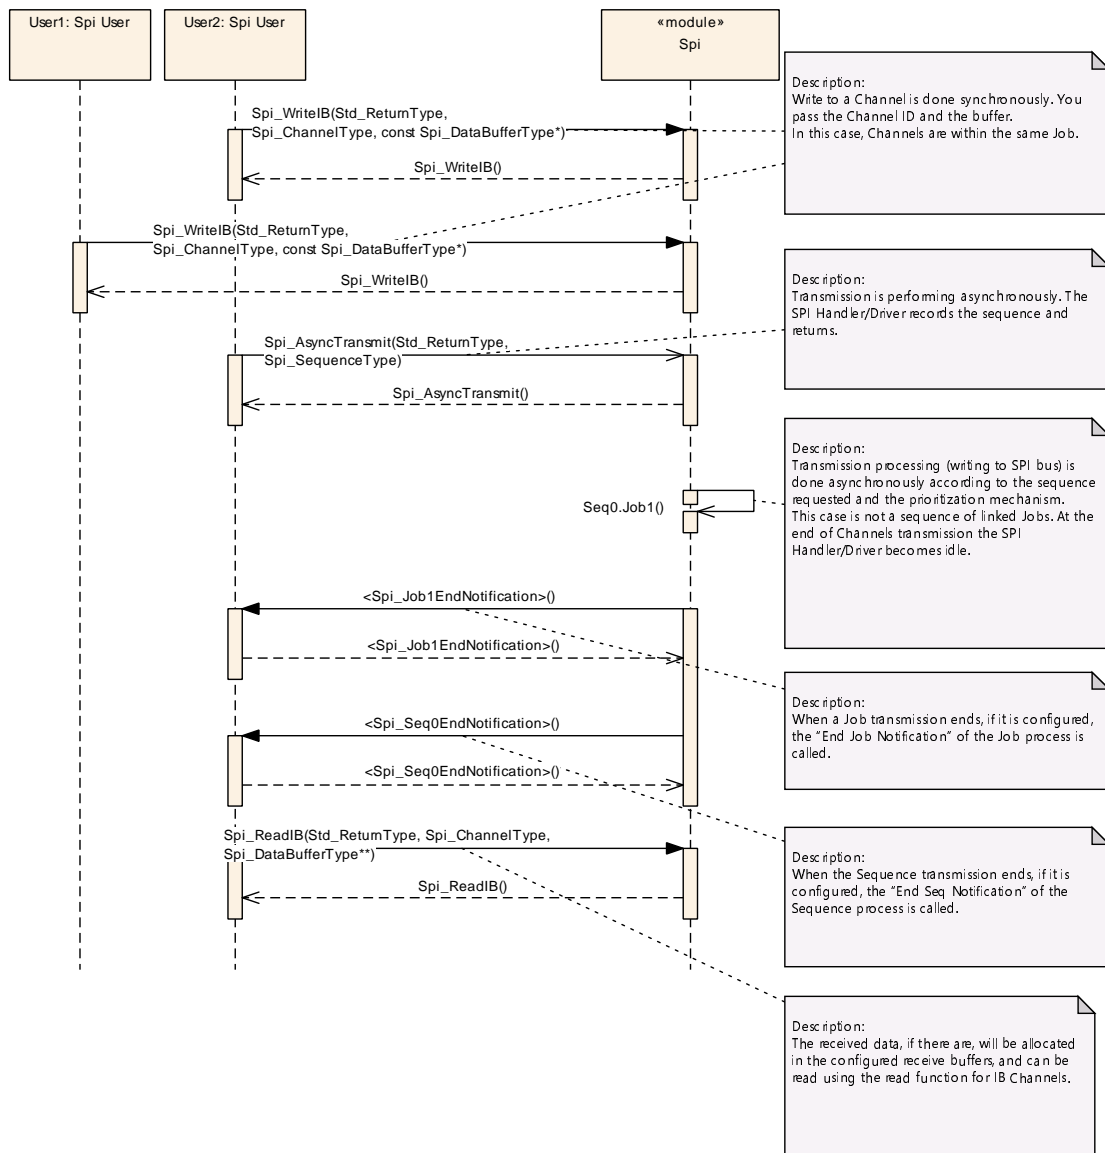 User1: Spi User
User2: Spi User
«module»
Spi
Spi_WriteIB(Std_ReturnType,
Spi_ChannelType, const Spi_DataBufferType*)
Spi_WriteIB()
Description:
Write to a Channel is done synchronously. You
pass the Channel ID and the buffer.
In this case, Channels are within the same Job.
Spi_WriteIB(Std_ReturnType,
Spi_ChannelType, const Spi_DataBufferType*)
Spi_WriteIB()
Description:
Transmission is performing asynchronously. The
SPI Handler/Driver records the sequence and
returns.
Spi_AsyncTransmit(Std_ReturnType,
Spi_SequenceType)
Spi_AsyncTransmit()
Description:
Transmission processing (writing to SPI bus) is
done asynchronously according to the sequence
requested and the prioritization mechanism.
This case is not a sequence of linked Jobs. At the
end of Channels transmission the SPI
Handler/Driver becomes idle.
Seq0.Job1()
<Spi_Job1EndNotification>()
<Spi_Job1EndNotification>()
Description:
When a Job transmission ends, if it is configured,
the "End Job Notification" of the Job process is
called.
<Spi_Seq0EndNotification>()
<Spi_Seq0EndNotification>()
Description:
When the Sequence transmission ends, if it is
configured, the "End Seq Notification" of the
Sequence process is called.
Spi_ReadIB(Std_ReturnType, Spi_ChannelType,
Spi_DataBufferType**)
Spi_ReadIB()
Description:
The received data, if there are, will be allocated
in the configured receive buffers, and can be
read using the read function for IB Channels.